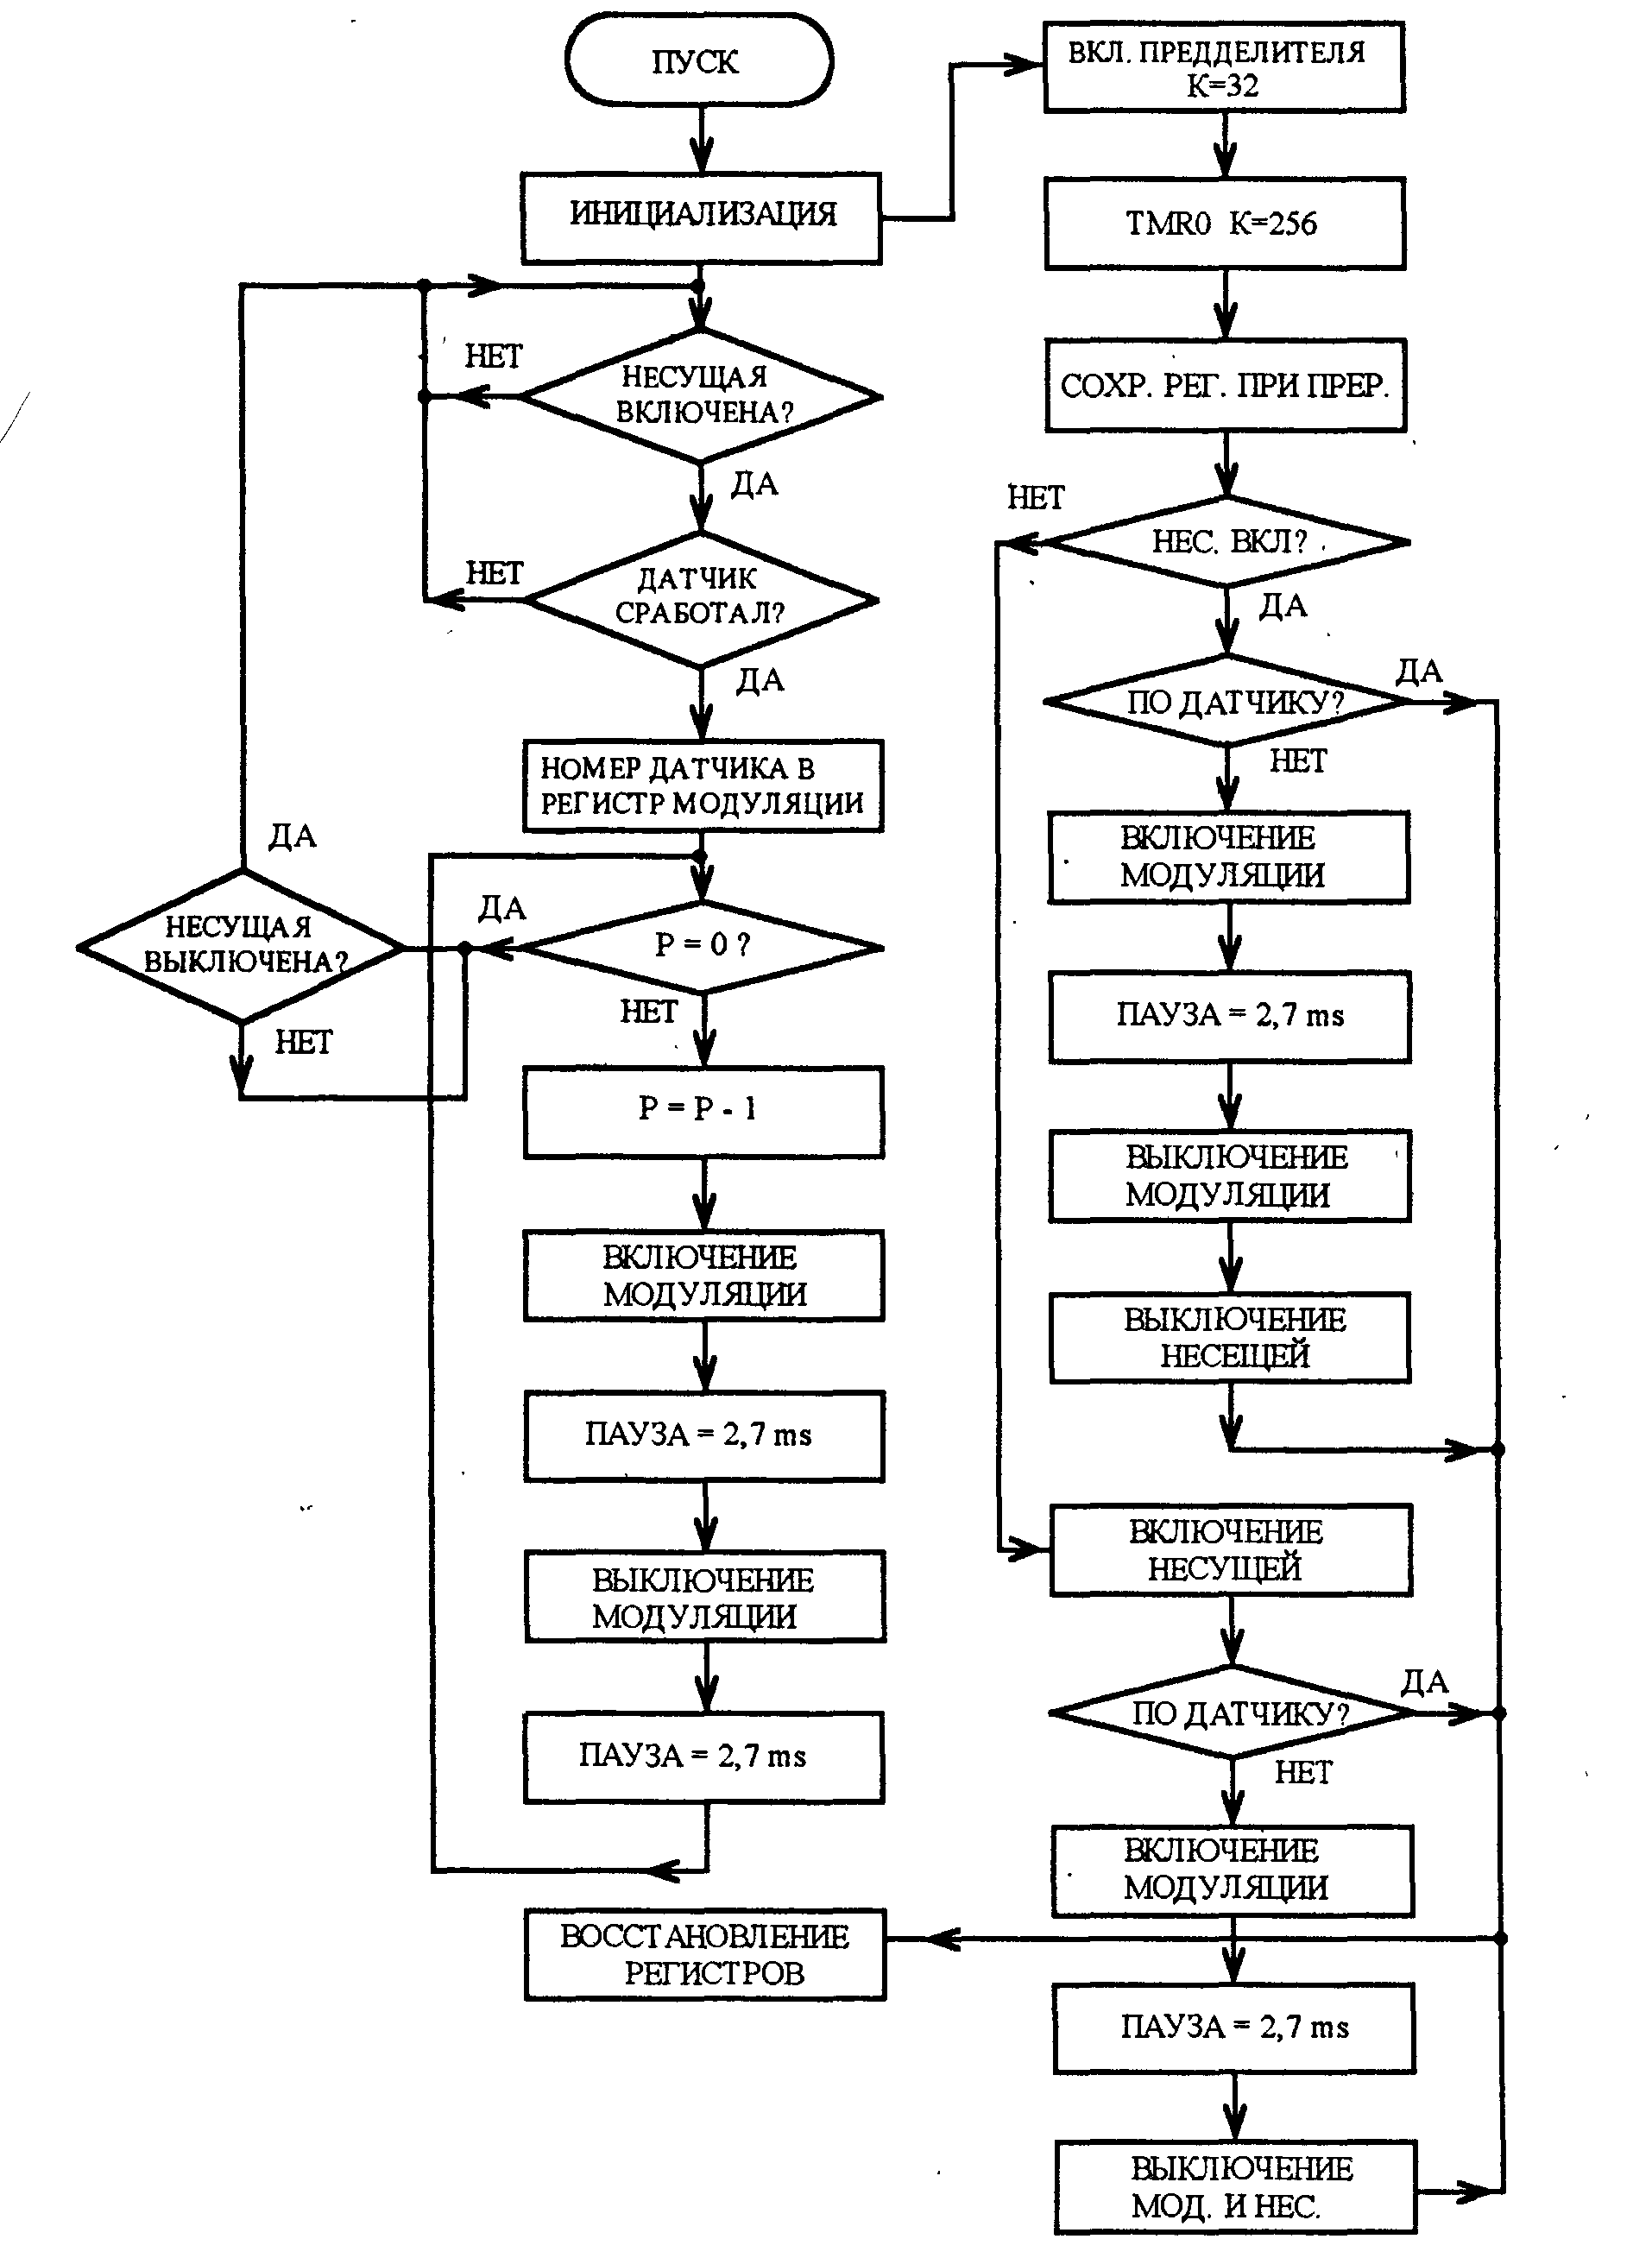 ПУСК
ИНИЦИАЛИЗАЦИЯ
НЕТ
НЕСУЩАЯ
ВКЛЮЧЕНА?
ДА
НЕТ
ДАТЧИК
СРАБОТАЛ?
ДА
НОМЕР ДАТЧИКА В
РЕГИСТР МОДУЛЯЦИИ
ДА
НЕСУЩАЯ
ВЫКЛЮЧЕНА?
НЕТ
ДА
Р = 0 ?
НЕТ
Р = Р - 1
ВКЛЮЧЕНИЕ
МОДУЛЯЦИИ
ПАУЗА = 2,7 ms
ВЫКЛЮЧЕНИЕ
МОДУЛЯЦИИ
ПАУЗА = 2,7 ms
ВОССТАНОВЛЕНИЕ
РЕГИСТРОВ
ВКЛ. ПРЕДДЕЛИТЕЛЯ
К=32
TMR0 К=256
СОХР. РЕГ. ПРИ ПРЕР.
НЕТ
НЕС. ВКЛ?
ДА
ПО ДАТЧИКУ?
ДА
НЕТ
ВКЛЮЧЕНИЕ
МОДУЛЯЦИИ
ПАУЗА = 2,7 ms
ВЫКЛЮЧЕНИЕ
МОДУЛЯЦИИ
ВЫКЛЮЧЕНИЕ
НЕСЕЩЕЙ
ВКЛЮЧЕНИЕ
НЕСУЩЕЙ
ПО ДАТЧИКУ?
ДА
НЕТ
ВКЛЮЧЕНИЕ
МОДУЛЯЦИИ
ПАУЗА = 2,7 ms
ВЫКЛЮЧЕНИЕ
МОД. И НЕС.